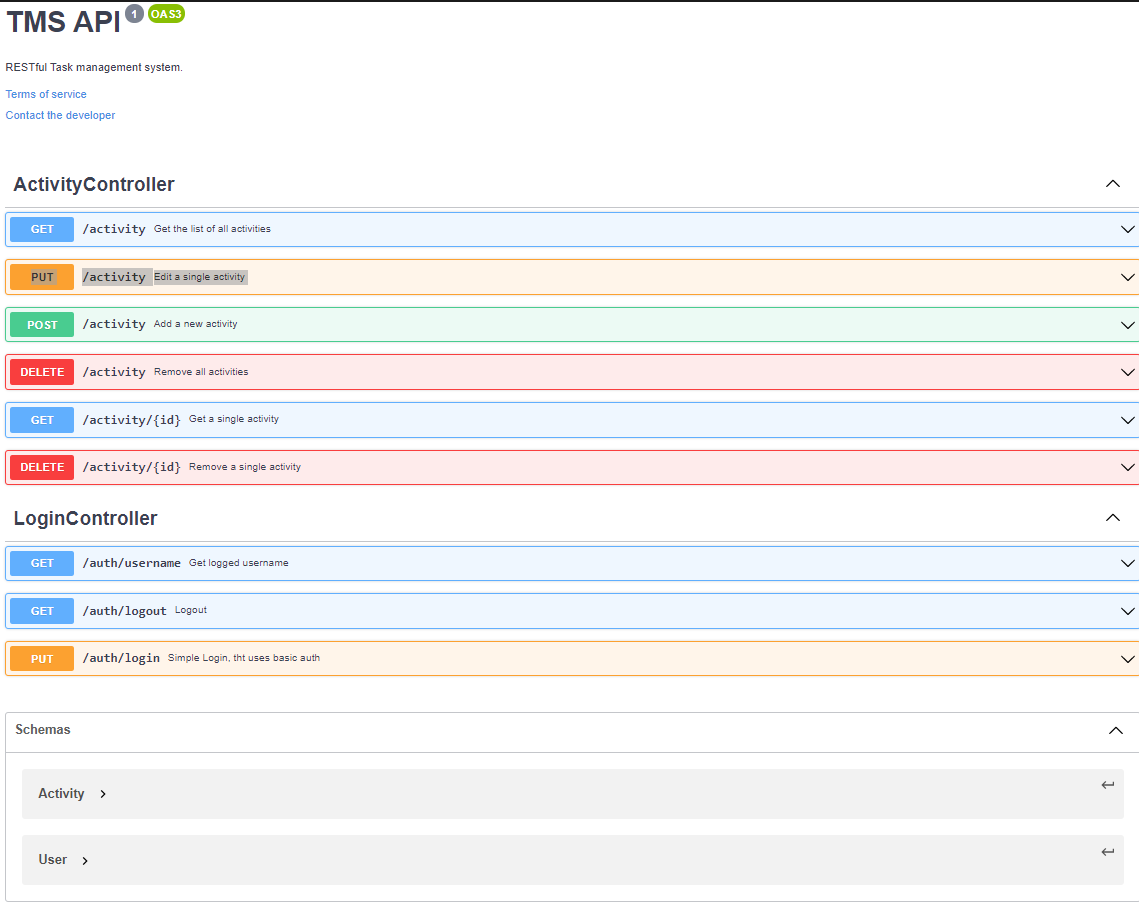 TMS API 1 OAS3
RESTful Task management system.
Terms of service
Contact the developer
ActivityController
GET /activity Get the list of all activities
PUT /activity Edit a single activity
POST /activity Add a new activity
DELETE /activity Remove all activities
GET /activity/{id} Get a single activity
DELETE /activity/{id} Remove a single activity
LoginController
GET /auth/username Get logged username
GET /auth/logout Logout
PUT /auth/login Simple Login, tht uses basic auth
Schemas
Activity
User